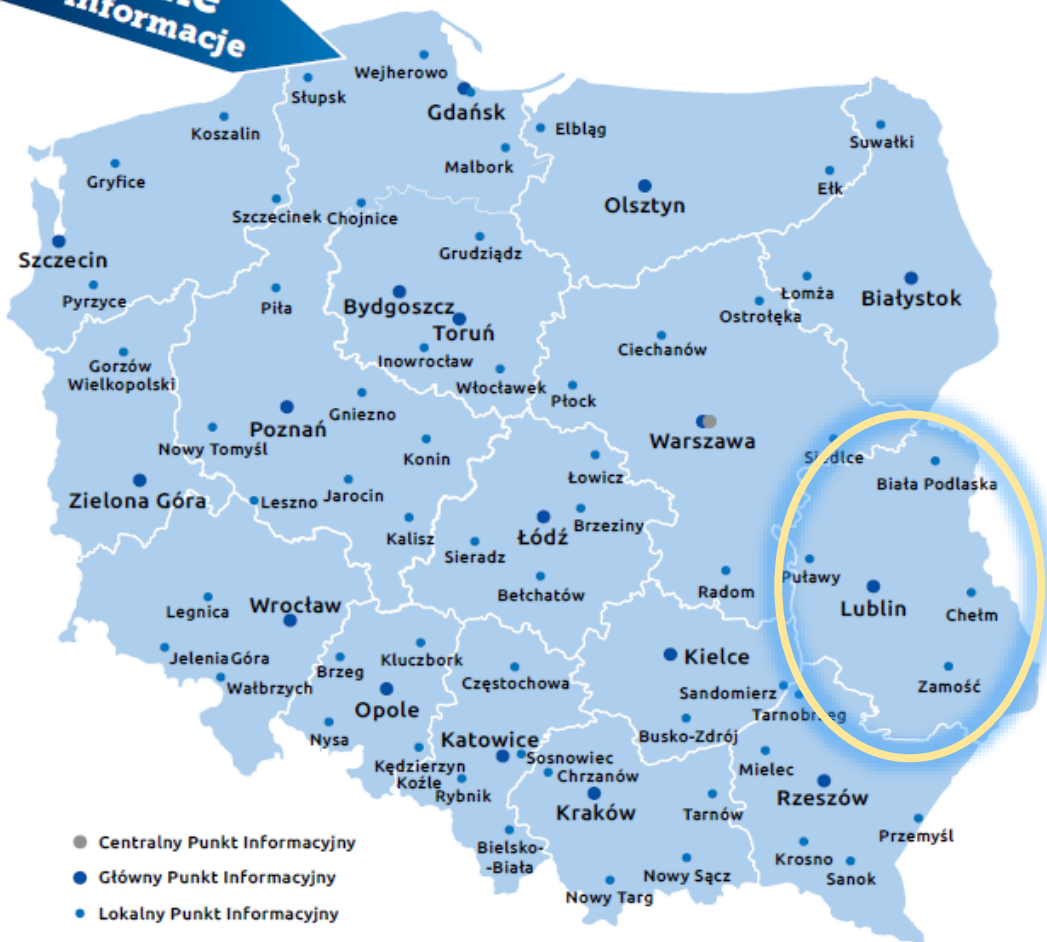 informacje
Wejherowo
Słupsk
Gdańsk
Koszalin
Elbląg
Suwałki
Malbork
Gryfice
Ełk
Olsztyn
Szczecinek
Chojnice
Grudziądz
Szczecin
Pyrzyce
Piła
Bydgoszcz
Toruń
Łomża
Białystok
Ostrołęka
Ciechanów
Inowrocław
Gorzów
Wielkopolski
Włocławek
Płock
Gniezno
Poznań
Warszawa
Nowy Tomyśl
Konin
Siedlce
Łowicz
Biała Podlaska
Zielona Góra
Leszno
Jarocin
Kalisz
Łódź
Brzeziny
Sieradz
Bełchatów
Radom
Puławy
Lublin
Chełm
Legnica
Wrocław
Jelenia Góra
Wałbrzych
Brzeg
Kluczbork
Częstochowa
Kielce
Sandomierz
Tarnobrzeg
Zamość
Opole
Nysa
Katowice
Sosnowiec
Busko-Zdrój
Kędzierzyn
Koźle
Rybnik
Chrzanów
Kraków
Tarnów
Mielec
Rzeszów
Przemyśl
Bielsko-
-Biała
Nowy Targ
Nowy Sącz
Krosno
Sanok
Centralny Punkt Informacyjny
Główny Punkt Informacyjny
Lokalny Punkt Informacyjny